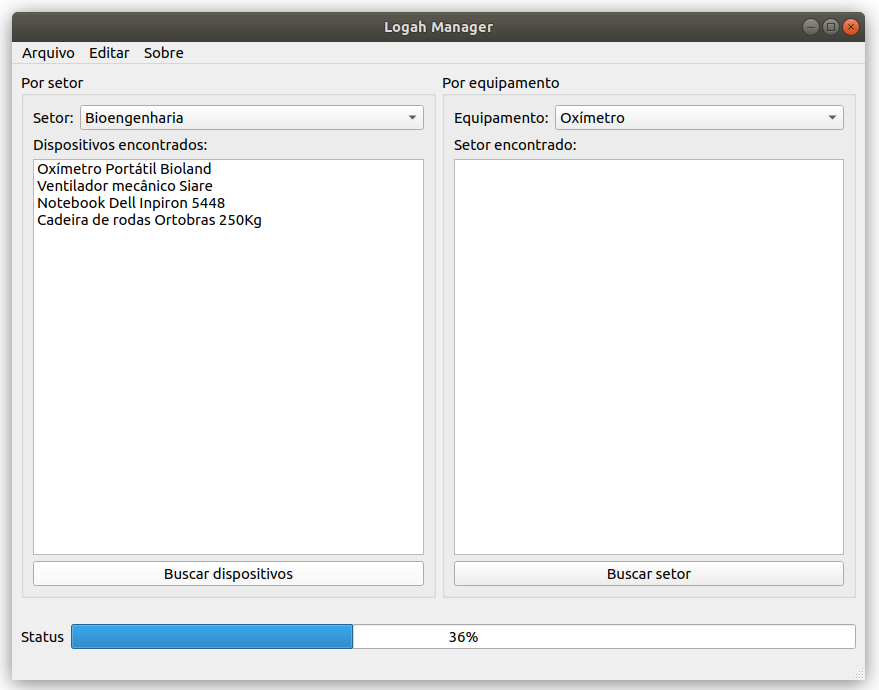 Logah Manager
Arquivo Editar Sobre
Por setor
Setor: Bioengenharia
Dispositivos encontrados:
Oxímetro Portátil Bioland
Ventilador mecânico Siare
Notebook Dell Inpiron 5448
Cadeira de rodas Ortobras 250Kg
Buscar dispositivos
Por equipamento
Equipamento: Oxímetro
Setor encontrado:
Buscar setor
Status 36%